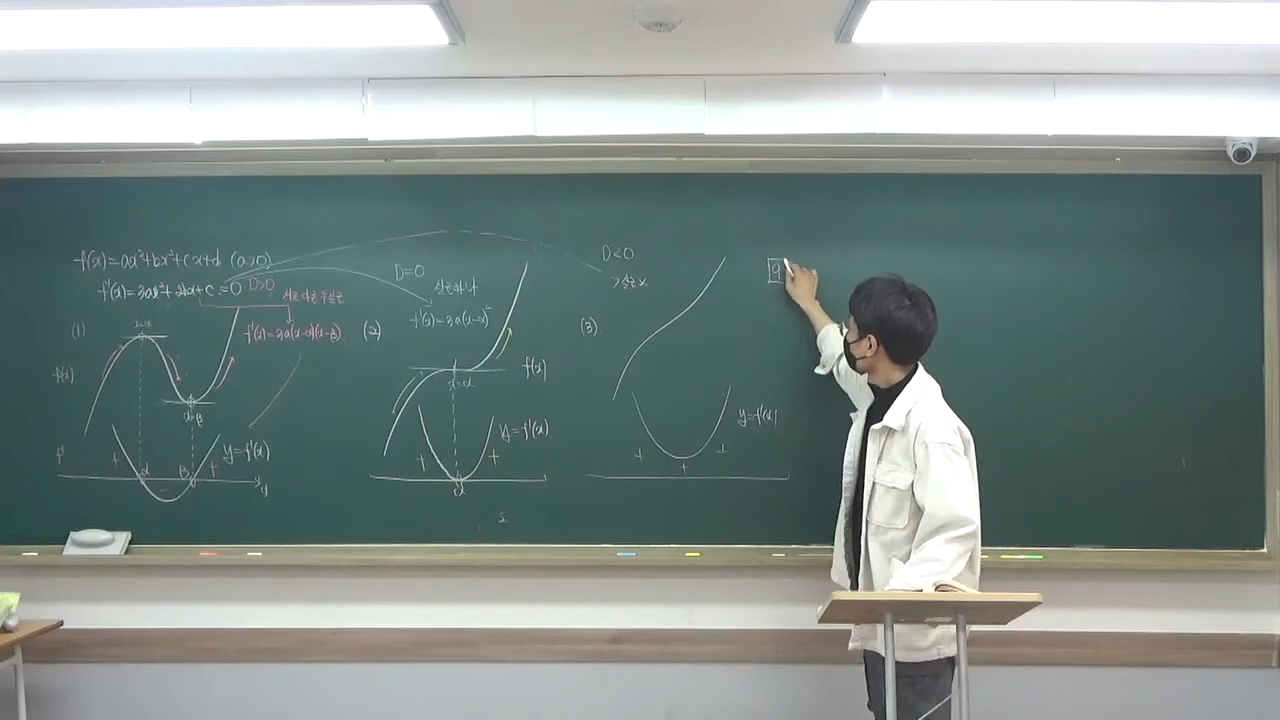 f(x)=ax³+bx²+cx+d (a>0)
f'(x)=3ax²+2bx+c=0 D>0 서로 다른 두 실근
f'(x)=3a(x-α)(x-β)
(1)
x=α
f(x)
x=β
f'
+
α
-
β
+
y=f'(x)
D=0
실근 하나
f'(x)=3a(x-α)²
(2)
f(x)
x=α
y=f'(x)
+
+
α
D<0
실근 x
(3)
y=f'(x)
+
+
+
9